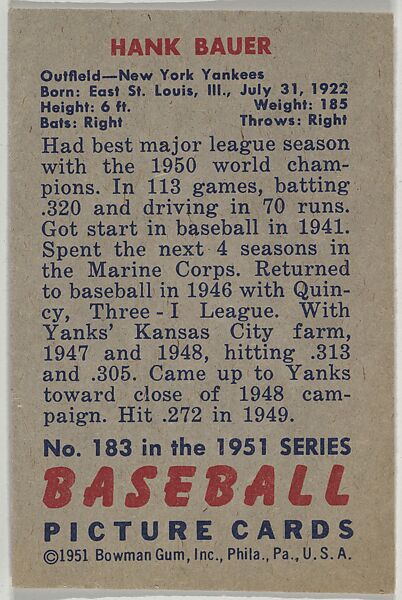 HANK BAUER
Outfield—New York Yankees
Born: East St. Louis, Ill., July 31, 1922
Height: 6 ft. Weight: 185
Bats: Right Throws: Right
Had best major league season
with the 1950 world cham-
pions. In 113 games, batting
.320 and driving in 70 runs.
Got start in baseball in 1941.
Spent the next 4 seasons in
the Marine Corps. Returned
to baseball in 1946 with Quin-
cy, Three-I League. With
Yanks' Kansas City farm,
1947 and 1948, hitting .313
and .305. Came up to Yanks
toward close of 1948 cam-
paign. Hit .272 in 1949.
No. 183 in the 1951 SERIES
BASEBALL
PICTURE CARDS
©1951 Bowman Gum, Inc., Phila., Pa., U.S.A.